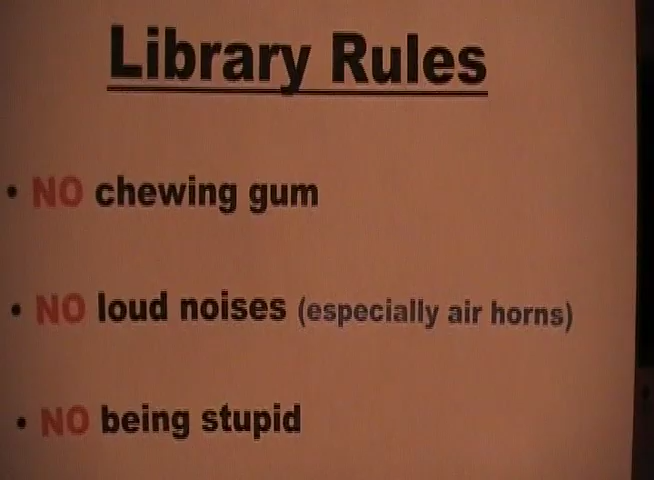 Library Rules
• NO chewing gum
• NO loud noises (especially air horns)
• NO being stupid